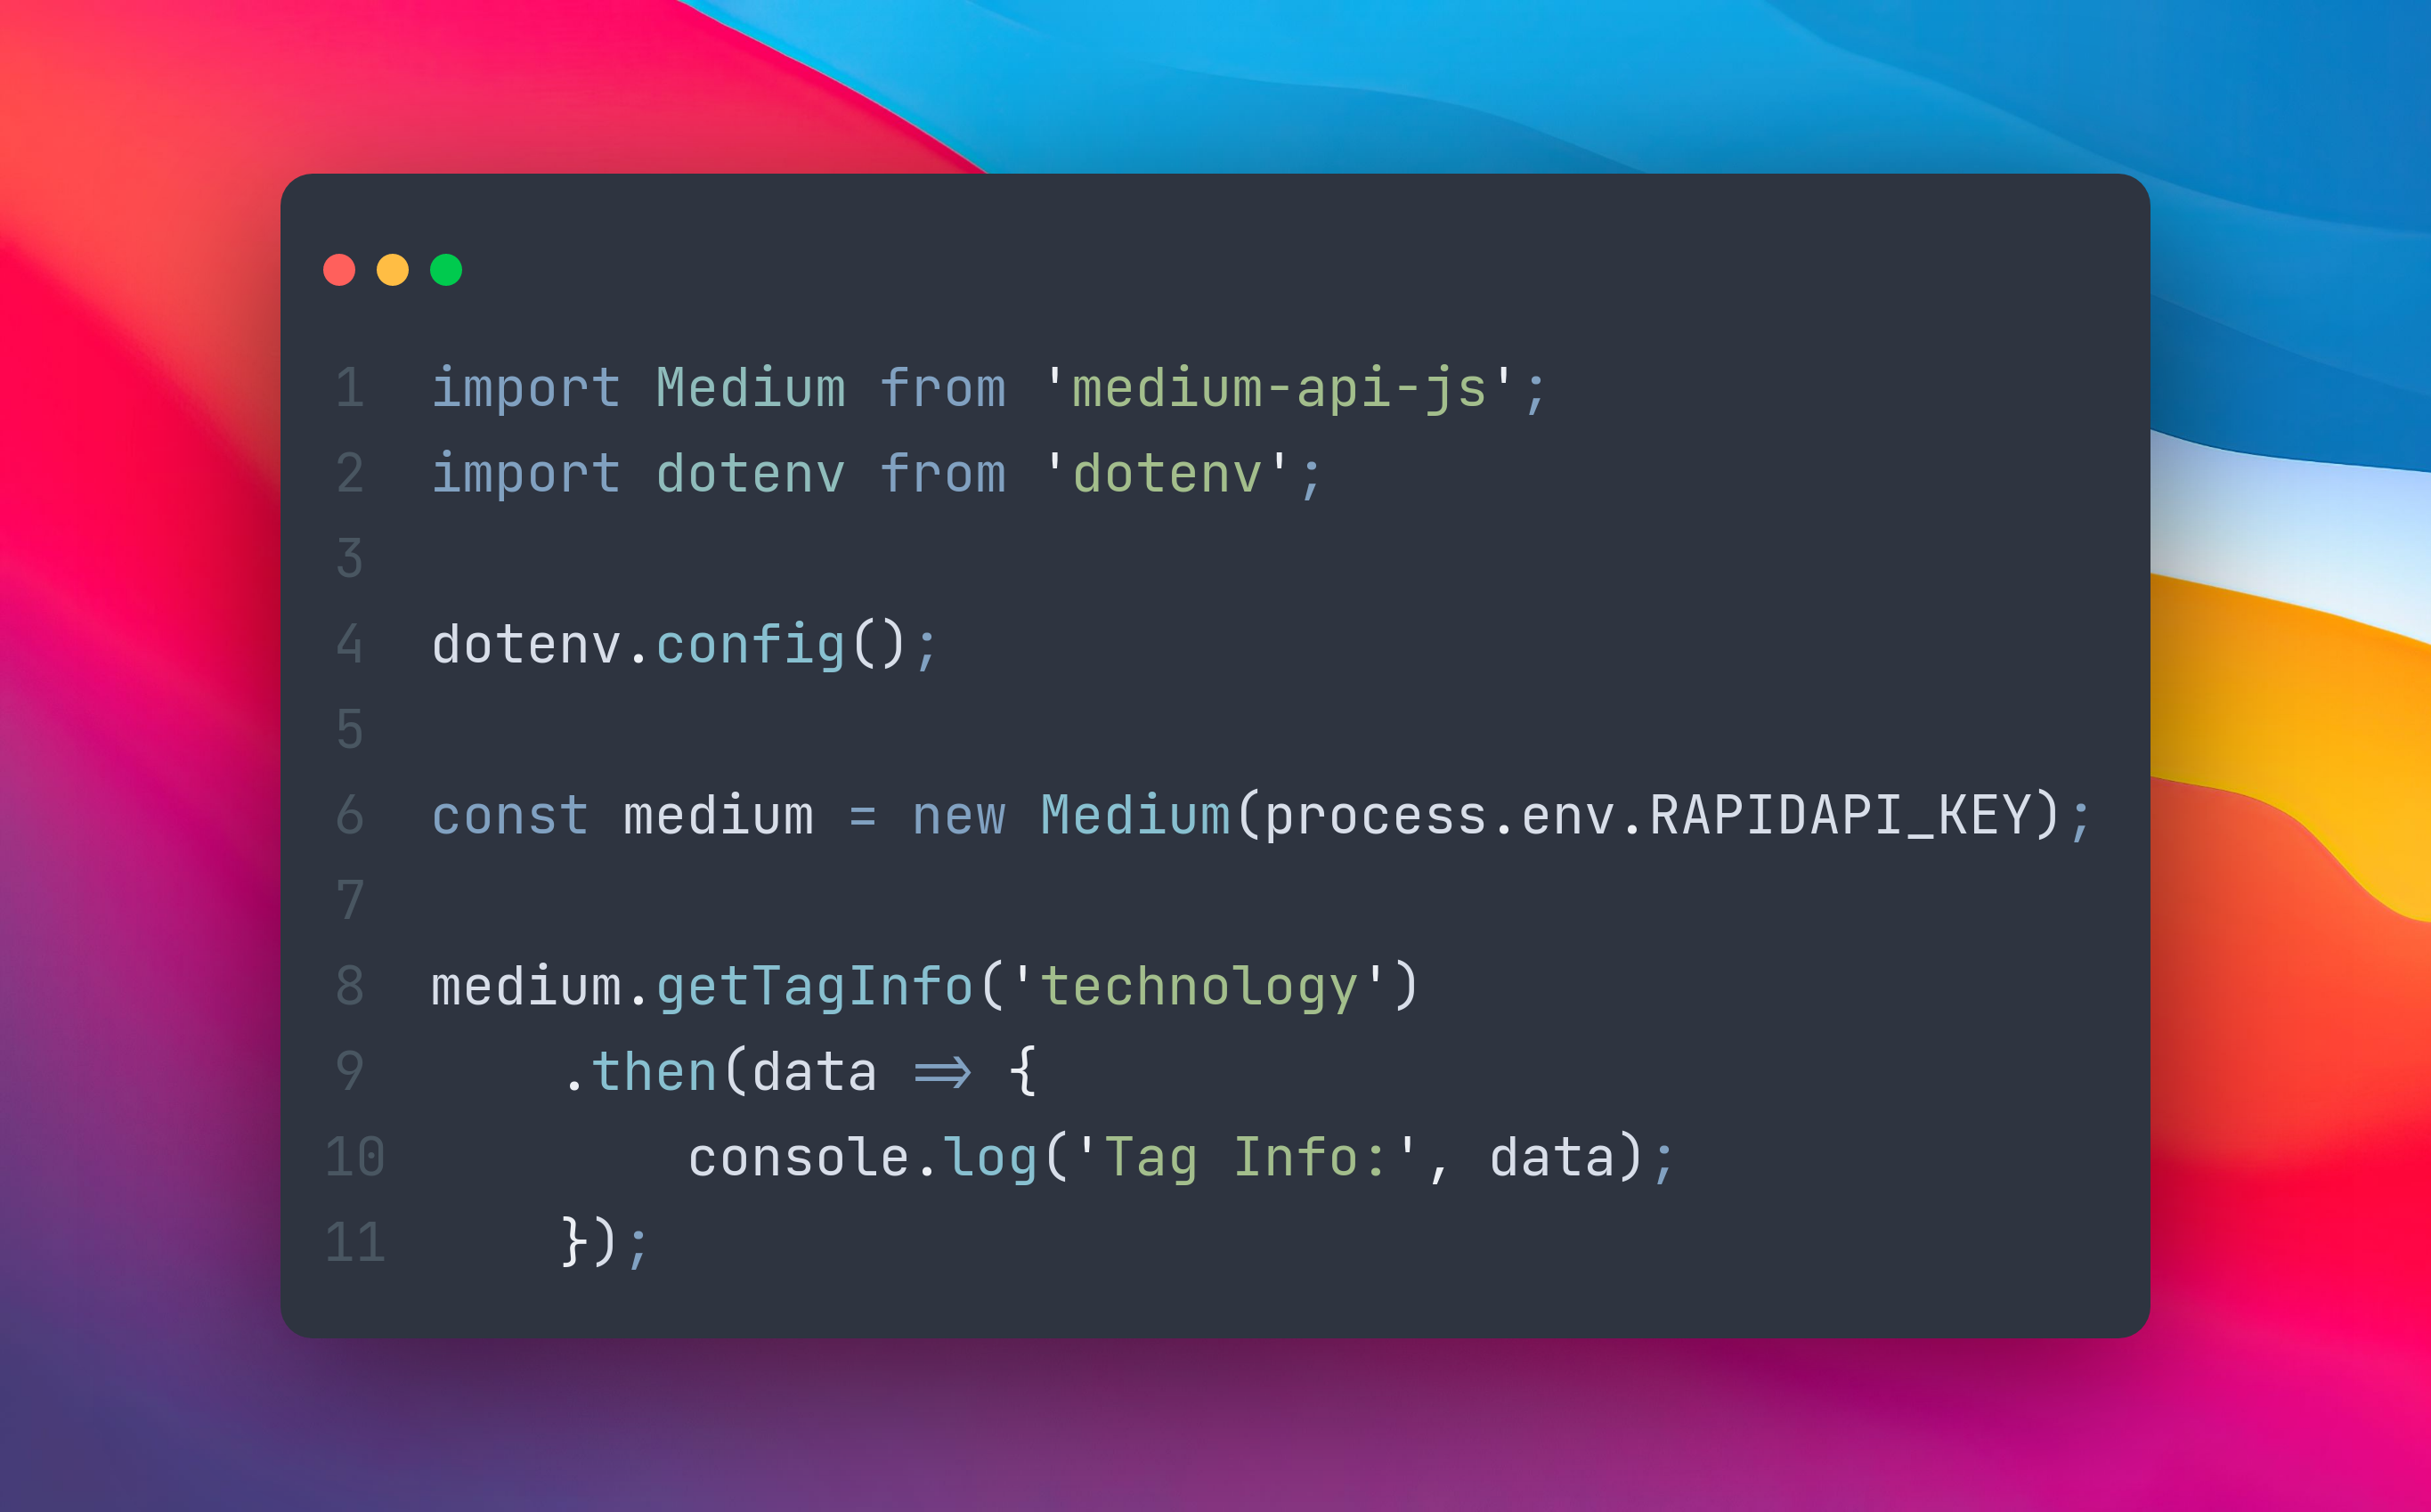 1 import Medium from 'medium-api-js';
2 import dotenv from 'dotenv';
3
4 dotenv.config();
5
6 const medium = new Medium(process.env.RAPIDAPI_KEY);
7
8 medium.getTagInfo('technology')
9     .then(data => {
10         console.log('Tag Info:', data);
11     });